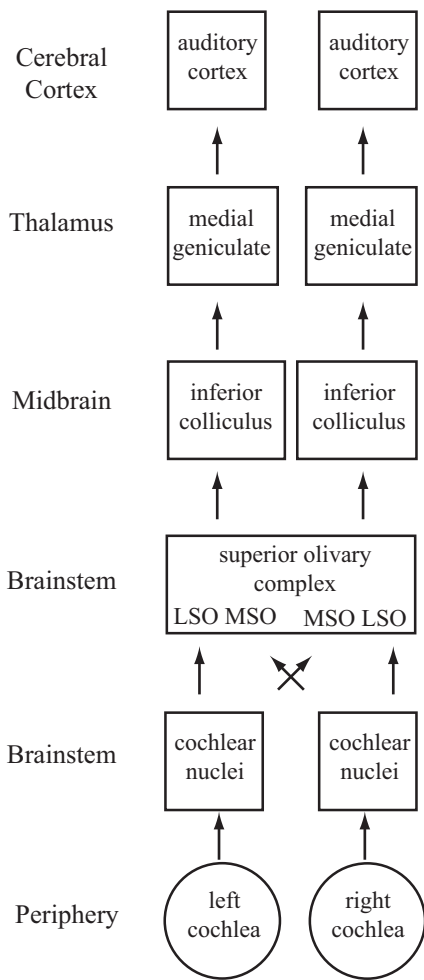 Cerebral
Cortex
auditory
cortex
auditory
cortex
Thalamus
medial
geniculate
medial
geniculate
Midbrain
inferior
colliculus
inferior
colliculus
Brainstem
superior olivary
complex
LSO MSO MSO LSO
Brainstem
cochlear
nuclei
cochlear
nuclei
Periphery
left
cochlea
right
cochlea